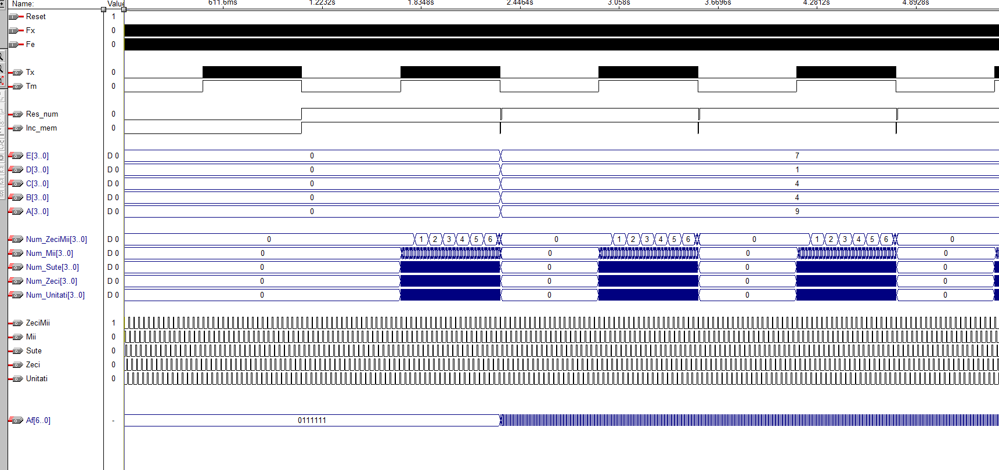 Name: Value 611.6ms 1.2232s 1.8348s 2.4464s 3.058s 3.6696s 4.2812s 4.8928s
Reset 1
Fx 0
Fe 0
Tx 0
Tm 0
Res_num 0
Inc_mem 0
E[3..0] D 0 0 7
D[3..0] D 0 0 1
C[3..0] D 0 0 4
B[3..0] D 0 0 4
A[3..0] D 0 0 9
Num_ZeciMii[3..0] D 0 0 1 2 3 4 5 6 0 1 2 3 4 5 6 0 1 2 3 4 5 6 0
Num_Mii[3..0] D 0 0 0 0 0
Num_Sute[3..0] D 0 0 0 0 0
Num_Zeci[3..0] D 0 0 0 0 0
Num_Unitati[3..0] D 0 0 0 0 0
ZeciMii 1
Mii 0
Sute 0
Zeci 0
Unitati 0
Af[6..0] - 0111111